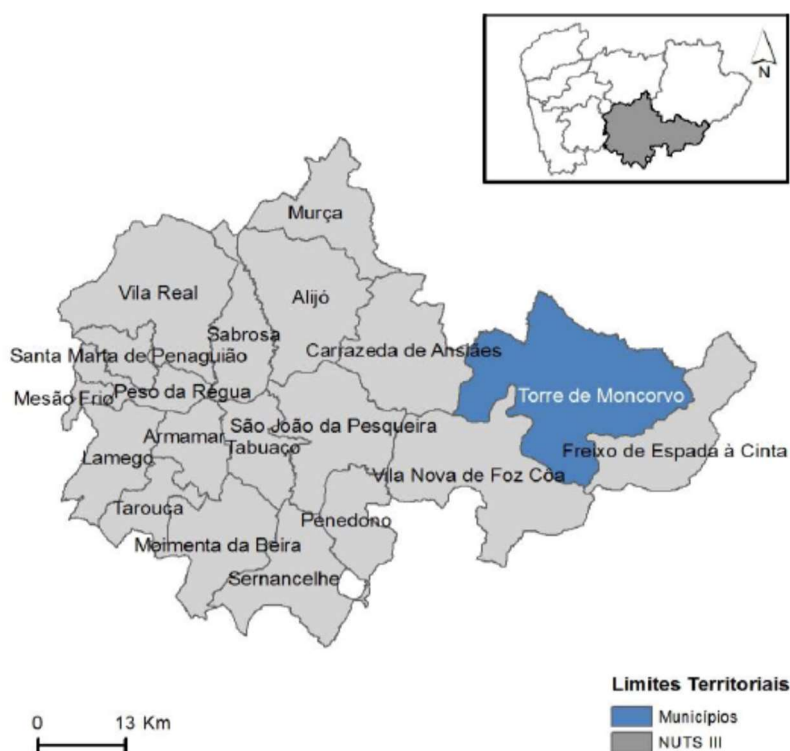 N
Murça
Vila Real
Alijó
Sabrosa
Carrazeda de Ansiães
Santa Marta de Penaguião
Mesão Frio
Peso da Régua
Torre de Moncorvo
São João da Pesqueira
Armamar
Tabuaço
Lamego
Freixo de Espada à Cinta
Vila Nova de Foz Côa
Tarouca
Penedono
Moimenta da Beira
Sernancelhe
Limites Territoriais
0 13 Km
Municípios
NUTS III